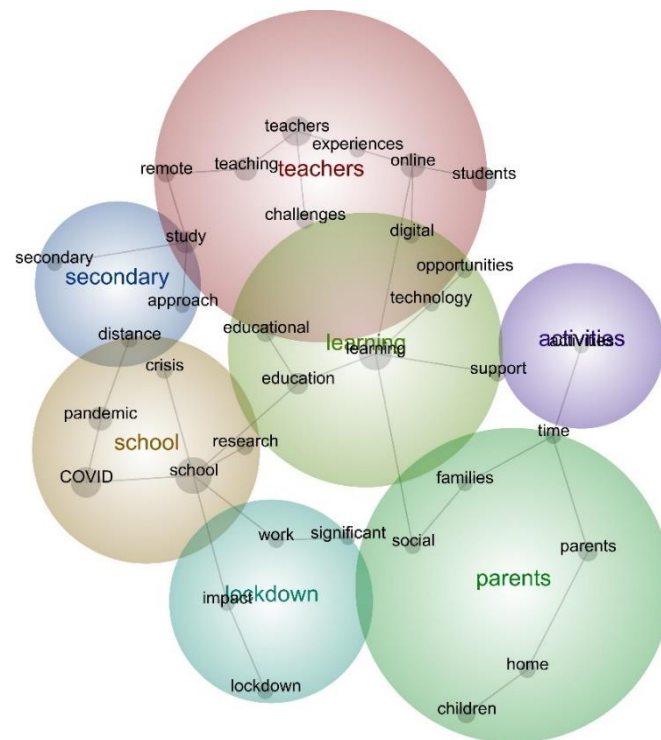 teachers
experiences
remote
teaching
teachers
online
students
challenges
secondary
study
digital
secondary
opportunities
approach
technology
distance
educational
learning
learning
activities
activities
crisis
education
support
pandemic
school
research
time
COVID
school
families
work
significant
social
parents
lockdown
parents
impact
home
lockdown
children